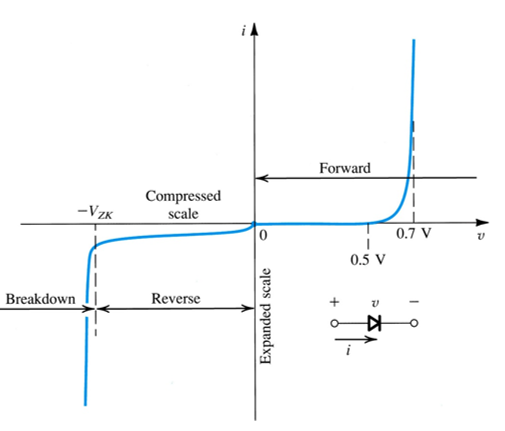 i
Forward
Compressed
scale
−V_ZK
0
0.7 V
v
0.5 V
Breakdown
Reverse
Expanded scale
+ v −
i